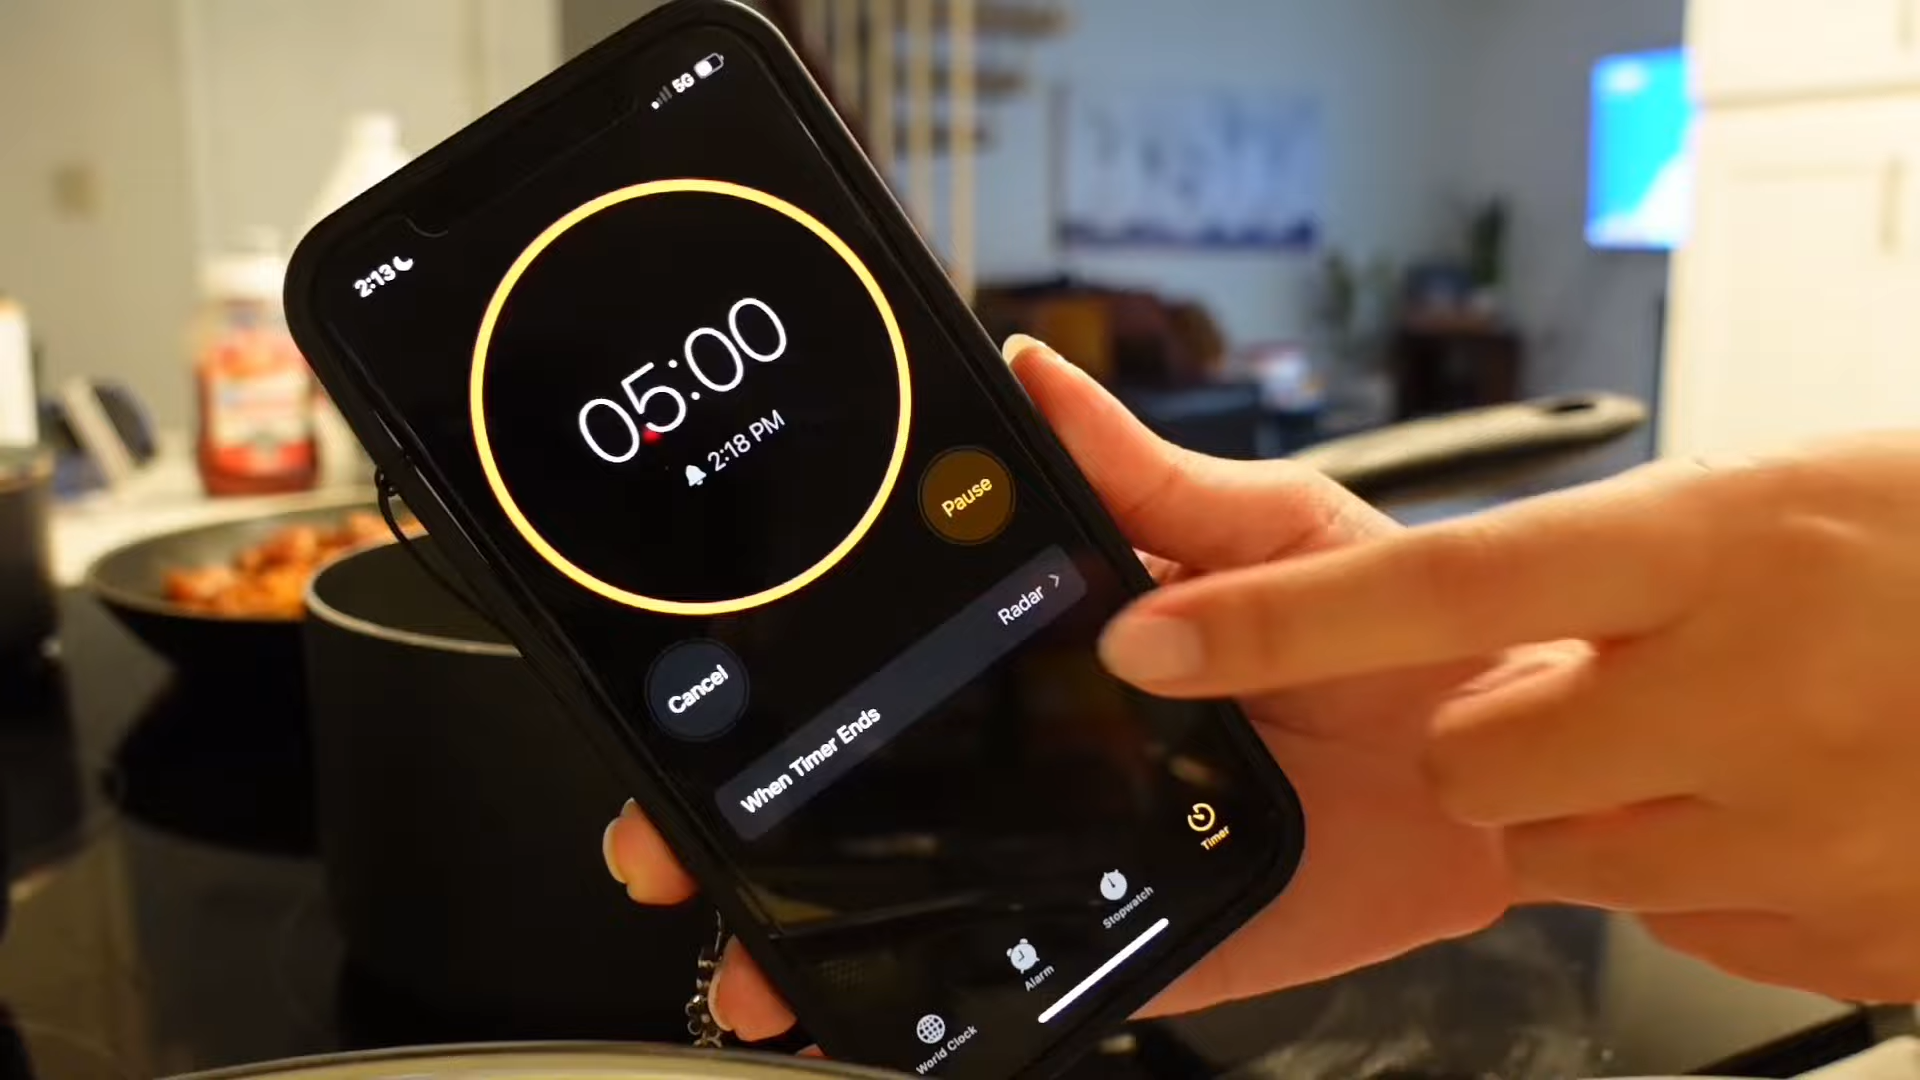 2:13
5G
05:00
2:18 PM
Cancel
Pause
When Timer Ends
Radar
World Clock
Alarm
Stopwatch
Timer